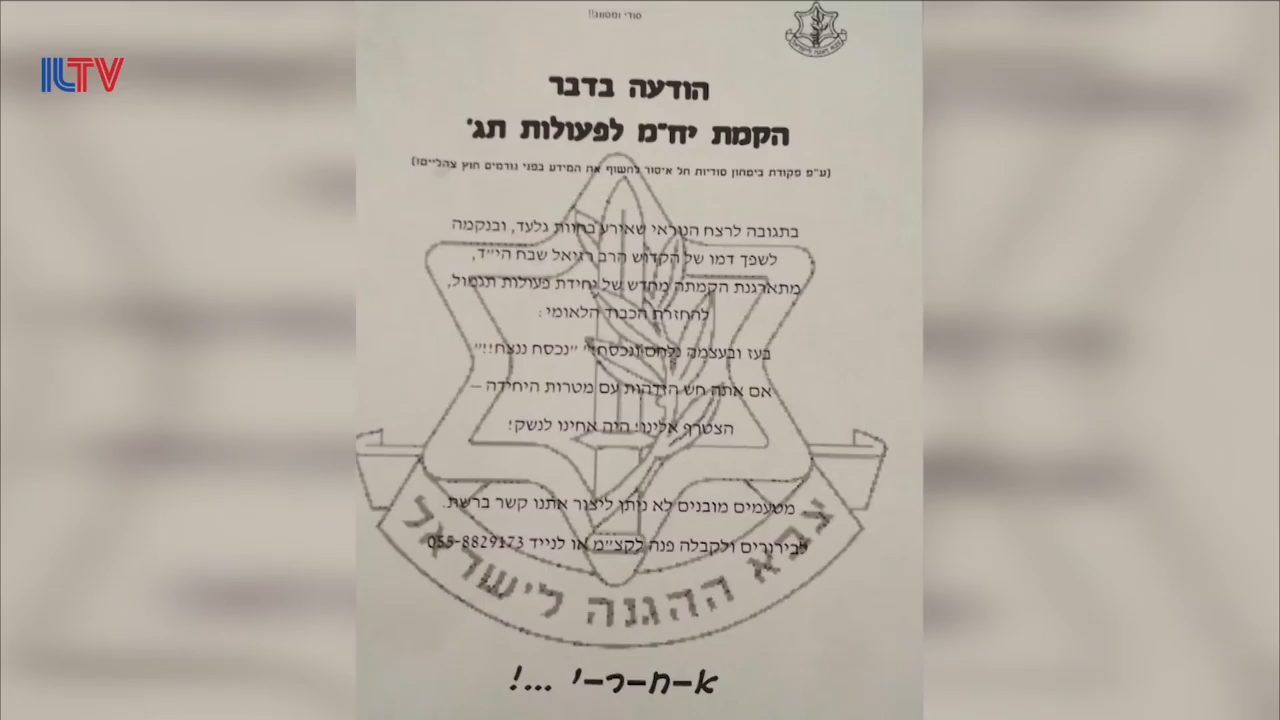 סודי ומסווג!!
ILTV
הודעה בדבר
הקמת יח״מ לפעולות תג׳
(ע״פ פקודת ביטחון סודיות חל איסור לחשוף את המידע בפני גורמים חוץ צהליים!)
בתגובה לרצח הנוראי שאירע בחוות גלעד, ובנקמה
לשפך דמו של הקדוש הרב רזיאל שבח הי״ד,
מתארגנת הקמתה מחדש של יחידת פעולות תגמול,
להחזרת הכבוד הלאומי :
בעז ובעצמה נלחם ונכסח!״ ״נכסח ננצח!!״
אם אתה חש הזדהות עם מטרות היחידה –
הצטרף אלינו! היה אחינו לנשק!
מטעמים מובנים לא ניתן ליצור אתנו קשר ברשת.
לבירורים ולקבלה פנה לקצ״מ או לנייד 055-8829173
צבא ההגנה לישראל
א–ח–ר–י ...!